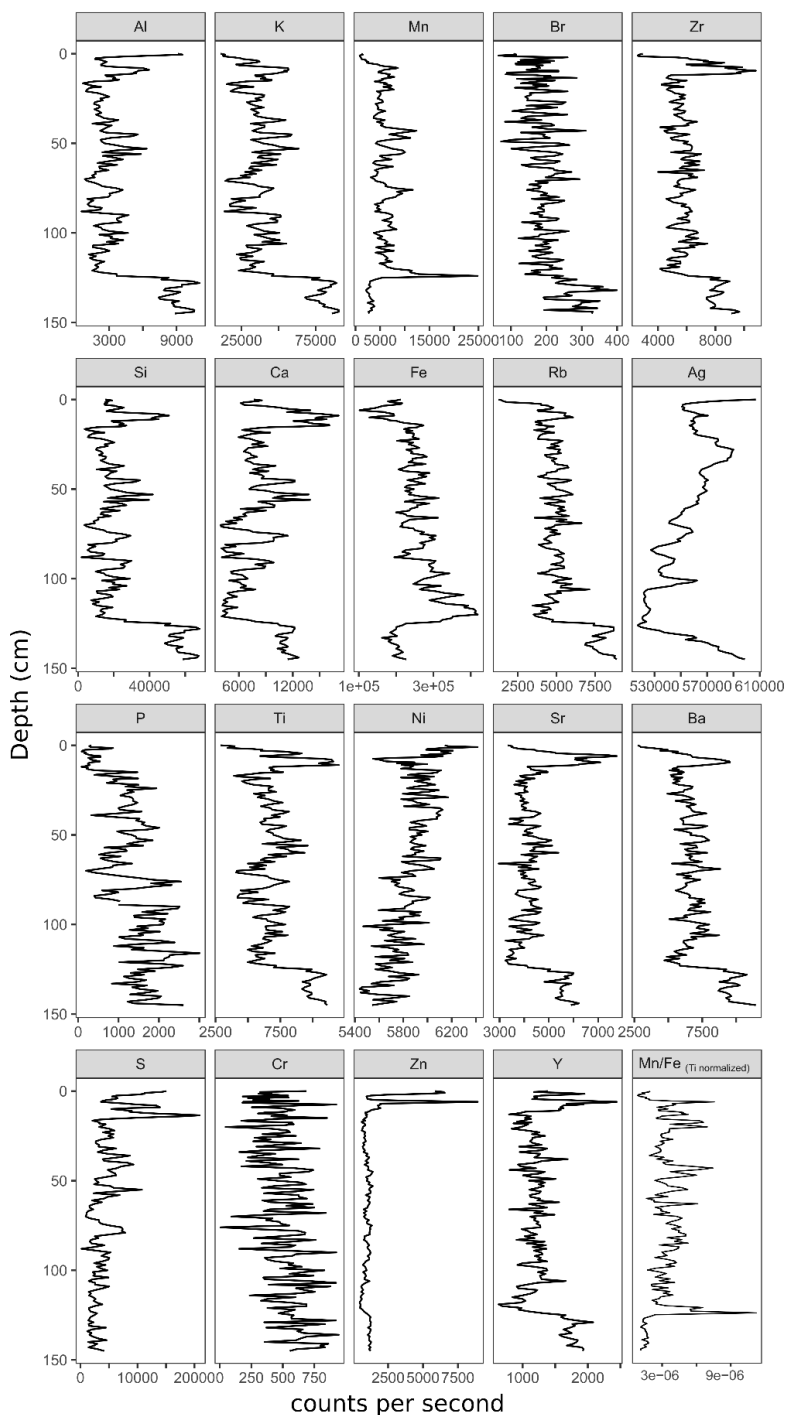 Al K Mn Br Zr
0
50
100
150
3000 9000 25000 75000 0 5000 15000 25000 100 200 300 400 4000 6000 8000
Si Ca Fe Rb Ag
0
50
100
150
0 40000 6000 12000 1e+05 3e+05 2500 5000 7500 530000 570000 610000
Depth (cm)
P Ti Ni Sr Ba
0
50
100
150
0 1000 2000 3000 2500 7500 5400 5800 6200 3000 5000 7000 2500 7500
S Cr Zn Y Mn/Fe (Ti normalized)
0
50
100
150
0 10000 20000 0 250 500 750 2500 5000 7500 1000 2000 3e−06 9e−06
counts per second